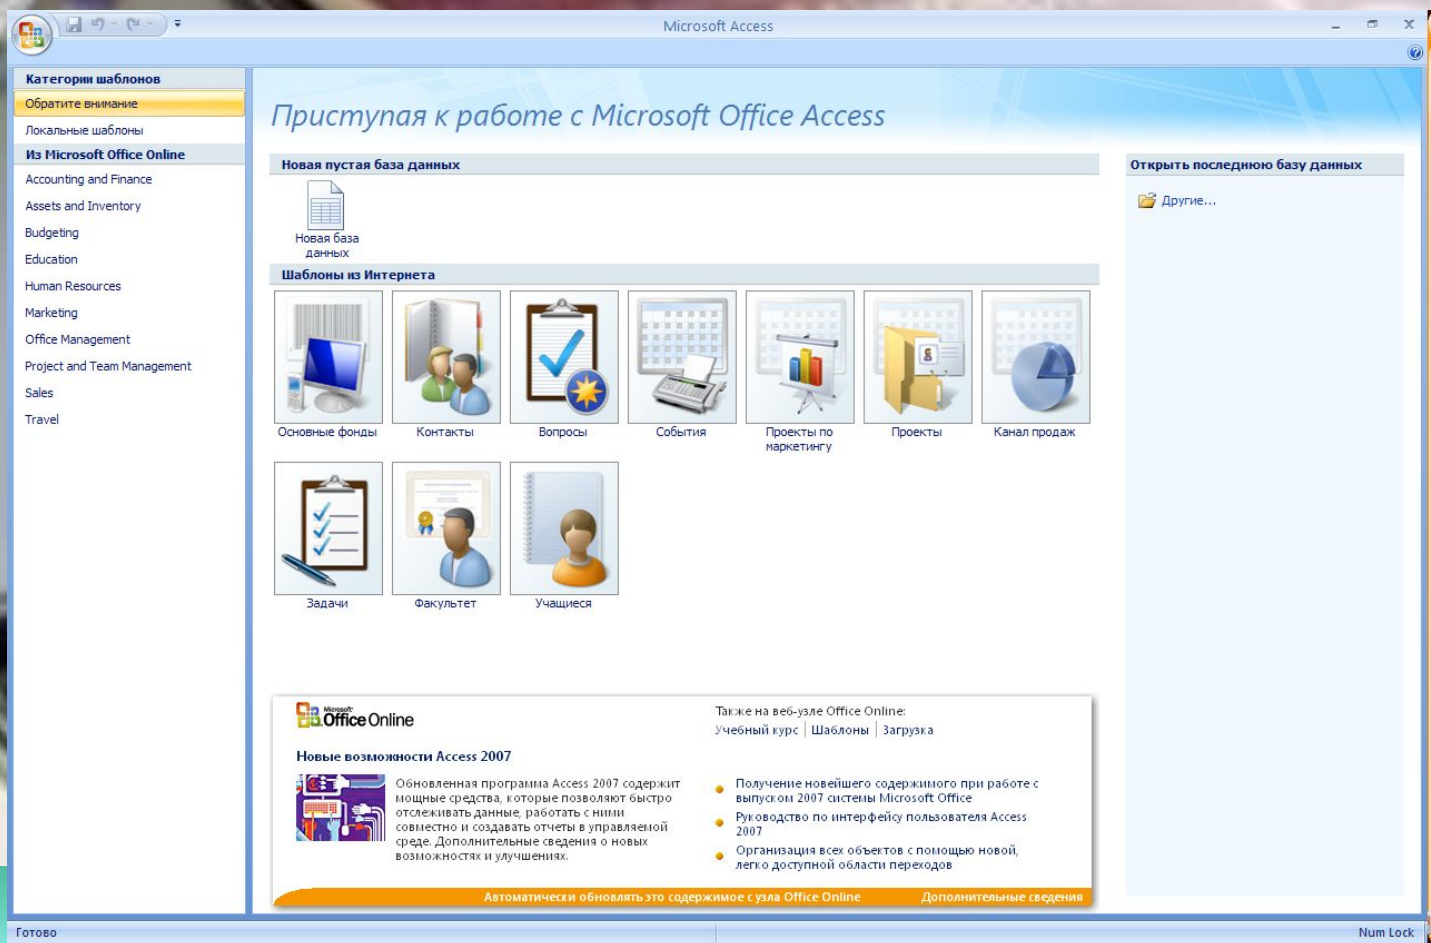 Microsoft Access
Категории шаблонов
Обратите внимание
Локальные шаблоны
Из Microsoft Office Online
Accounting and Finance
Assets and Inventory
Budgeting
Education
Human Resources
Marketing
Office Management
Project and Team Management
Sales
Travel
Приступая к работе с Microsoft Office Access
Новая пустая база данных
Новая база
данных
Шаблоны из Интернета
Основные фонды
Контакты
Вопросы
События
Проекты по
маркетингу
Проекты
Канал продаж
Задачи
Факультет
Учащиеся
Microsoft
Office Online
Новые возможности Access 2007
Обновленная программа Access 2007 содержит
мощные средства, которые позволяют быстро
отслеживать данные, работать с ними
совместно и создавать отчеты в управляемой
среде. Дополнительные сведения о новых
возможностях и улучшениях.
Также на веб-узле Office Online:
Учебный курс | Шаблоны | Загрузка
Получение новейшего содержимого при работе с
выпуском 2007 системы Microsoft Office
Руководство по интерфейсу пользователя Access
2007
Организация всех объектов с помощью новой,
легко доступной области переходов
Автоматически обновлять это содержимое с узла Office Online
Дополнительные сведения
Открыть последнюю базу данных
Другие...
Готово
Num Lock